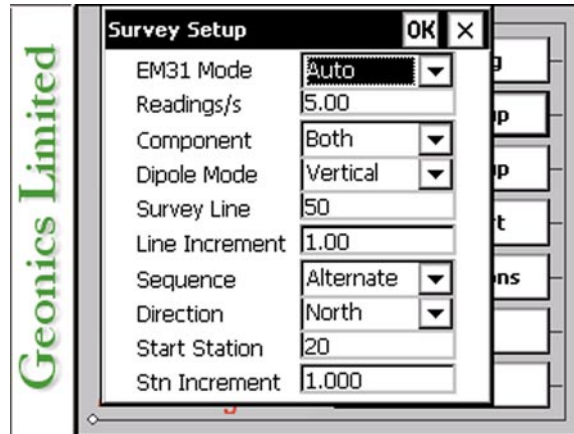 Geonics Limited
Survey Setup OK ×
EM31 Mode Auto
Readings/s 5.00
Component Both
Dipole Mode Vertical
Survey Line 50
Line Increment 1.00
Sequence Alternate
Direction North
Start Station 20
Stn Increment 1.000